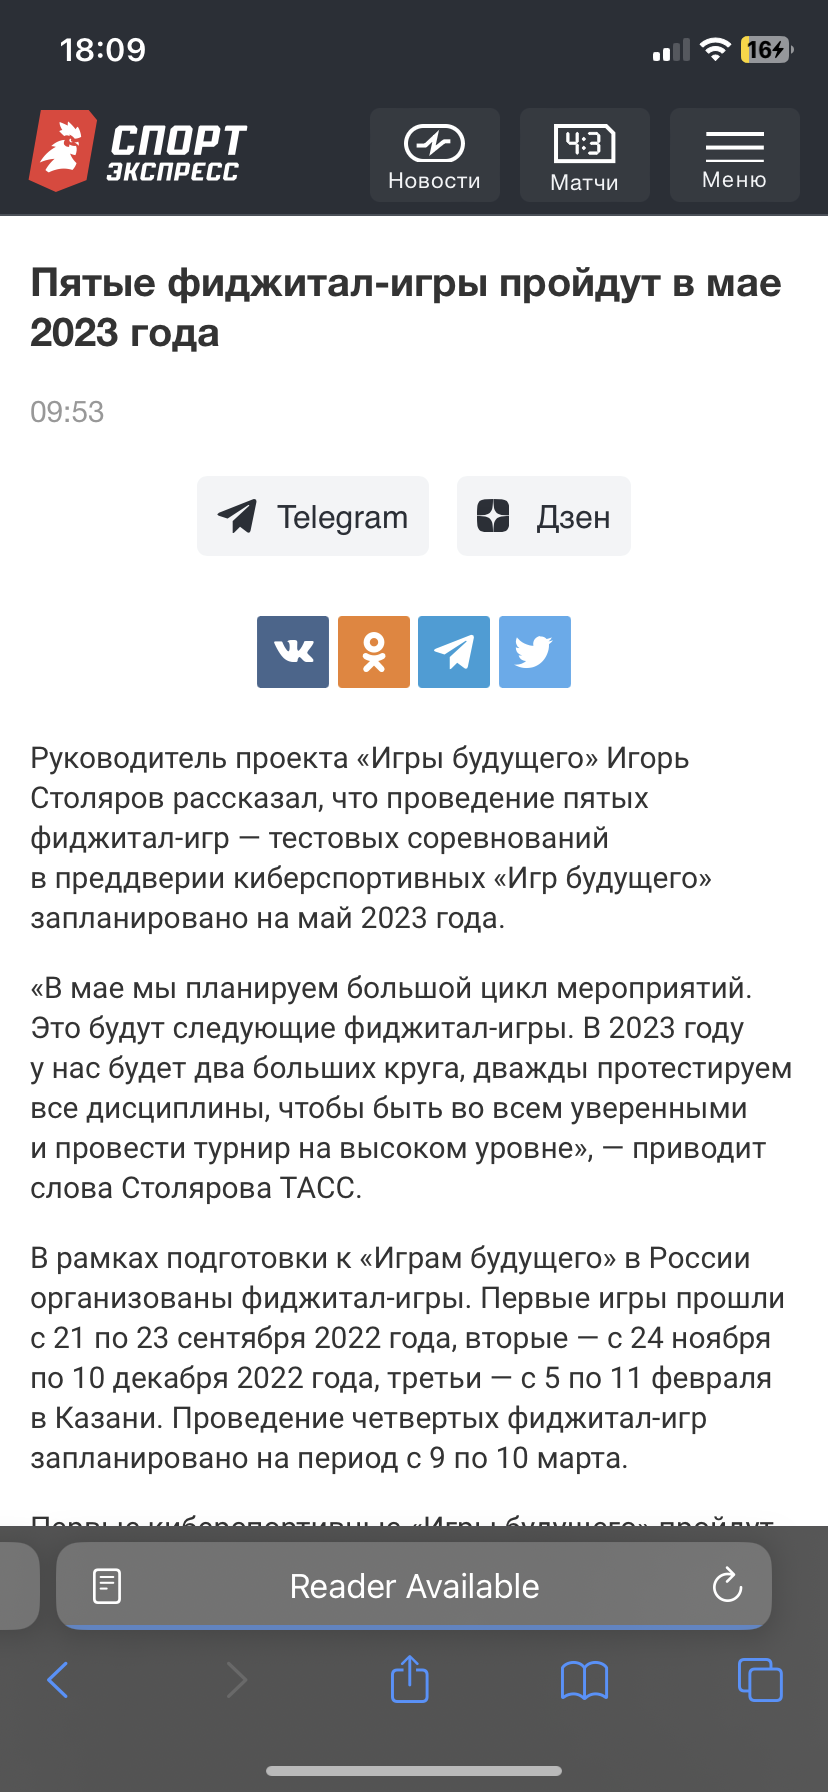 18:09
16
СПОРТ
ЭКСПРЕСС
Новости
4:3
Матчи
Меню
Пятые фиджитал-игры пройдут в мае
2023 года
09:53
Telegram
Дзен
Руководитель проекта «Игры будущего» Игорь
Столяров рассказал, что проведение пятых
фиджитал-игр — тестовых соревнований
в преддверии киберспортивных «Игр будущего»
запланировано на май 2023 года.
«В мае мы планируем большой цикл мероприятий.
Это будут следующие фиджитал-игры. В 2023 году
у нас будет два больших круга, дважды протестируем
все дисциплины, чтобы быть во всем уверенными
и провести турнир на высоком уровне», — приводит
слова Столярова ТАСС.
В рамках подготовки к «Играм будущего» в России
организованы фиджитал-игры. Первые игры прошли
с 21 по 23 сентября 2022 года, вторые — с 24 ноября
по 10 декабря 2022 года, третьи — с 5 по 11 февраля
в Казани. Проведение четвертых фиджитал-игр
запланировано на период с 9 по 10 марта.
Первые киберспортивные «Игры будущего» пройдут
Reader Available